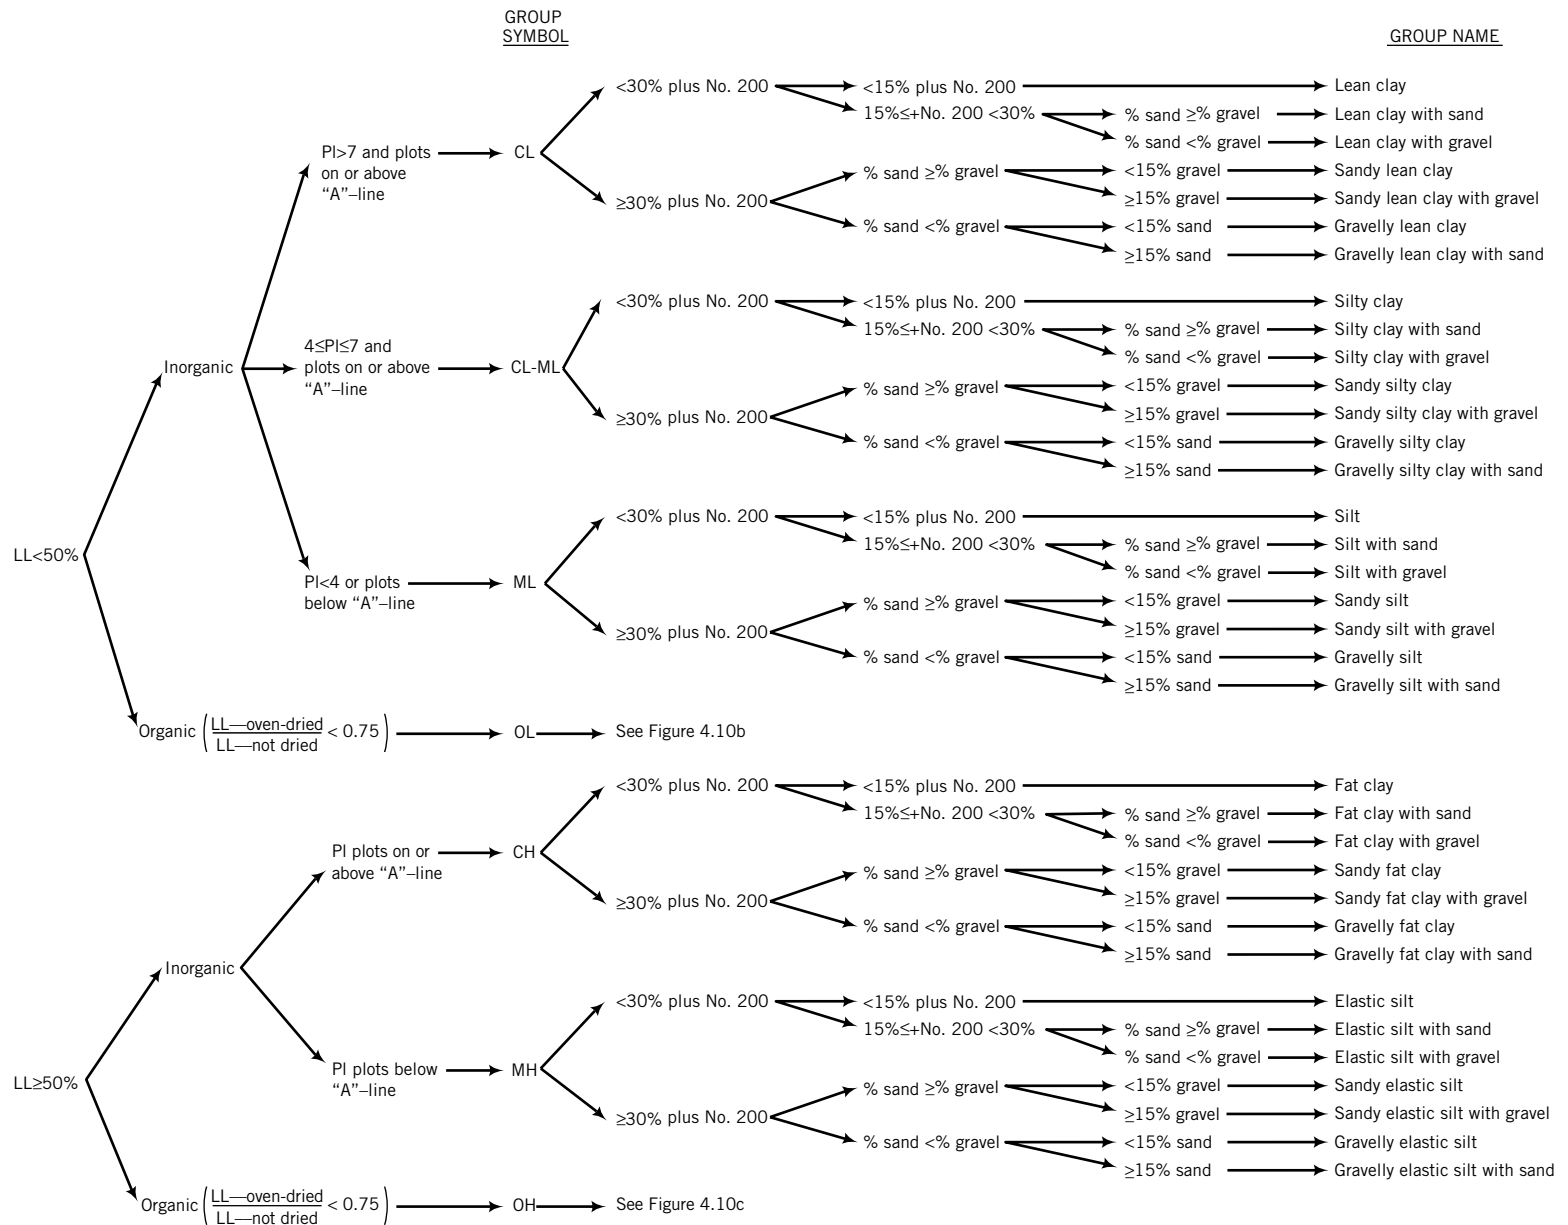 GROUP
SYMBOL
GROUP NAME
<30% plus No. 200
<15% plus No. 200
Lean clay
15%≤+No. 200 <30%
% sand ≥% gravel
Lean clay with sand
% sand <% gravel
Lean clay with gravel
PI>7 and plots
on or above
“A”–line
CL
% sand ≥% gravel
<15% gravel
Sandy lean clay
≥30% plus No. 200
≥15% gravel
Sandy lean clay with gravel
% sand <% gravel
<15% sand
Gravelly lean clay
≥15% sand
Gravelly lean clay with sand
<30% plus No. 200
<15% plus No. 200
Silty clay
15%≤+No. 200 <30%
% sand ≥% gravel
Silty clay with sand
% sand <% gravel
Silty clay with gravel
Inorganic
4≤PI≤7 and
plots on or above
“A”–line
CL-ML
% sand ≥% gravel
<15% gravel
Sandy silty clay
≥30% plus No. 200
≥15% gravel
Sandy silty clay with gravel
% sand <% gravel
<15% sand
Gravelly silty clay
≥15% sand
Gravelly silty clay with sand
<30% plus No. 200
<15% plus No. 200
Silt
15%≤+No. 200 <30%
% sand ≥% gravel
Silt with sand
% sand <% gravel
Silt with gravel
LL<50%
PI<4 or plots
below “A”–line
ML
% sand ≥% gravel
<15% gravel
Sandy silt
≥30% plus No. 200
≥15% gravel
Sandy silt with gravel
% sand <% gravel
<15% sand
Gravelly silt
≥15% sand
Gravelly silt with sand
Organic (LL—oven-dried / LL—not dried < 0.75)
OL
See Figure 4.10b
<30% plus No. 200
<15% plus No. 200
Fat clay
15%≤+No. 200 <30%
% sand ≥% gravel
Fat clay with sand
% sand <% gravel
Fat clay with gravel
PI plots on or
above “A”–line
CH
% sand ≥% gravel
<15% gravel
Sandy fat clay
≥30% plus No. 200
≥15% gravel
Sandy fat clay with gravel
% sand <% gravel
<15% sand
Gravelly fat clay
≥15% sand
Gravelly fat clay with sand
Inorganic
<30% plus No. 200
<15% plus No. 200
Elastic silt
15%≤+No. 200 <30%
% sand ≥% gravel
Elastic silt with sand
% sand <% gravel
Elastic silt with gravel
LL≥50%
PI plots below
“A”–line
MH
% sand ≥% gravel
<15% gravel
Sandy elastic silt
≥30% plus No. 200
≥15% gravel
Sandy elastic silt with gravel
% sand <% gravel
<15% sand
Gravelly elastic silt
≥15% sand
Gravelly elastic silt with sand
Organic (LL—oven-dried / LL—not dried < 0.75)
OH
See Figure 4.10c